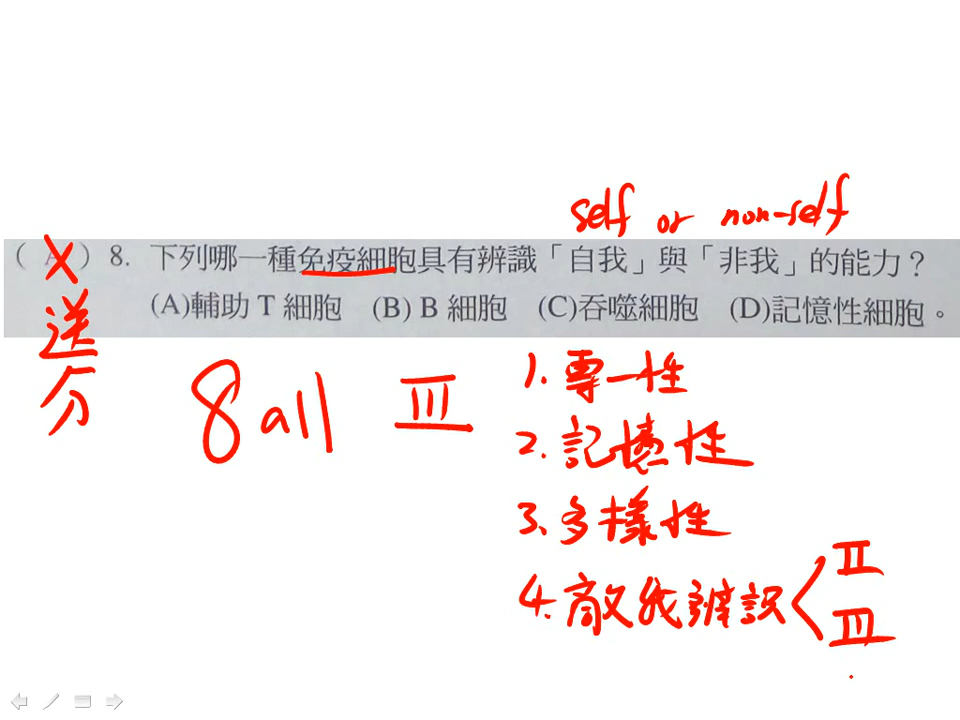 self or non-self
( A ) 8. 下列哪一種免疫細胞具有辨識「自我」與「非我」的能力？
(A)輔助 T 細胞 (B) B 細胞 (C)吞噬細胞 (D)記憶性細胞。
X
送
分
8 all III
1. 專一性
2. 記憶性
3. 多樣性
4. 敵我辨識
II
III